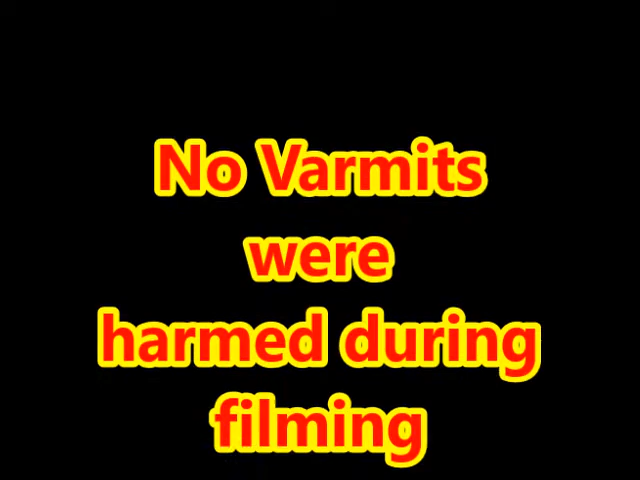 No Varmits
were
harmed during
filming